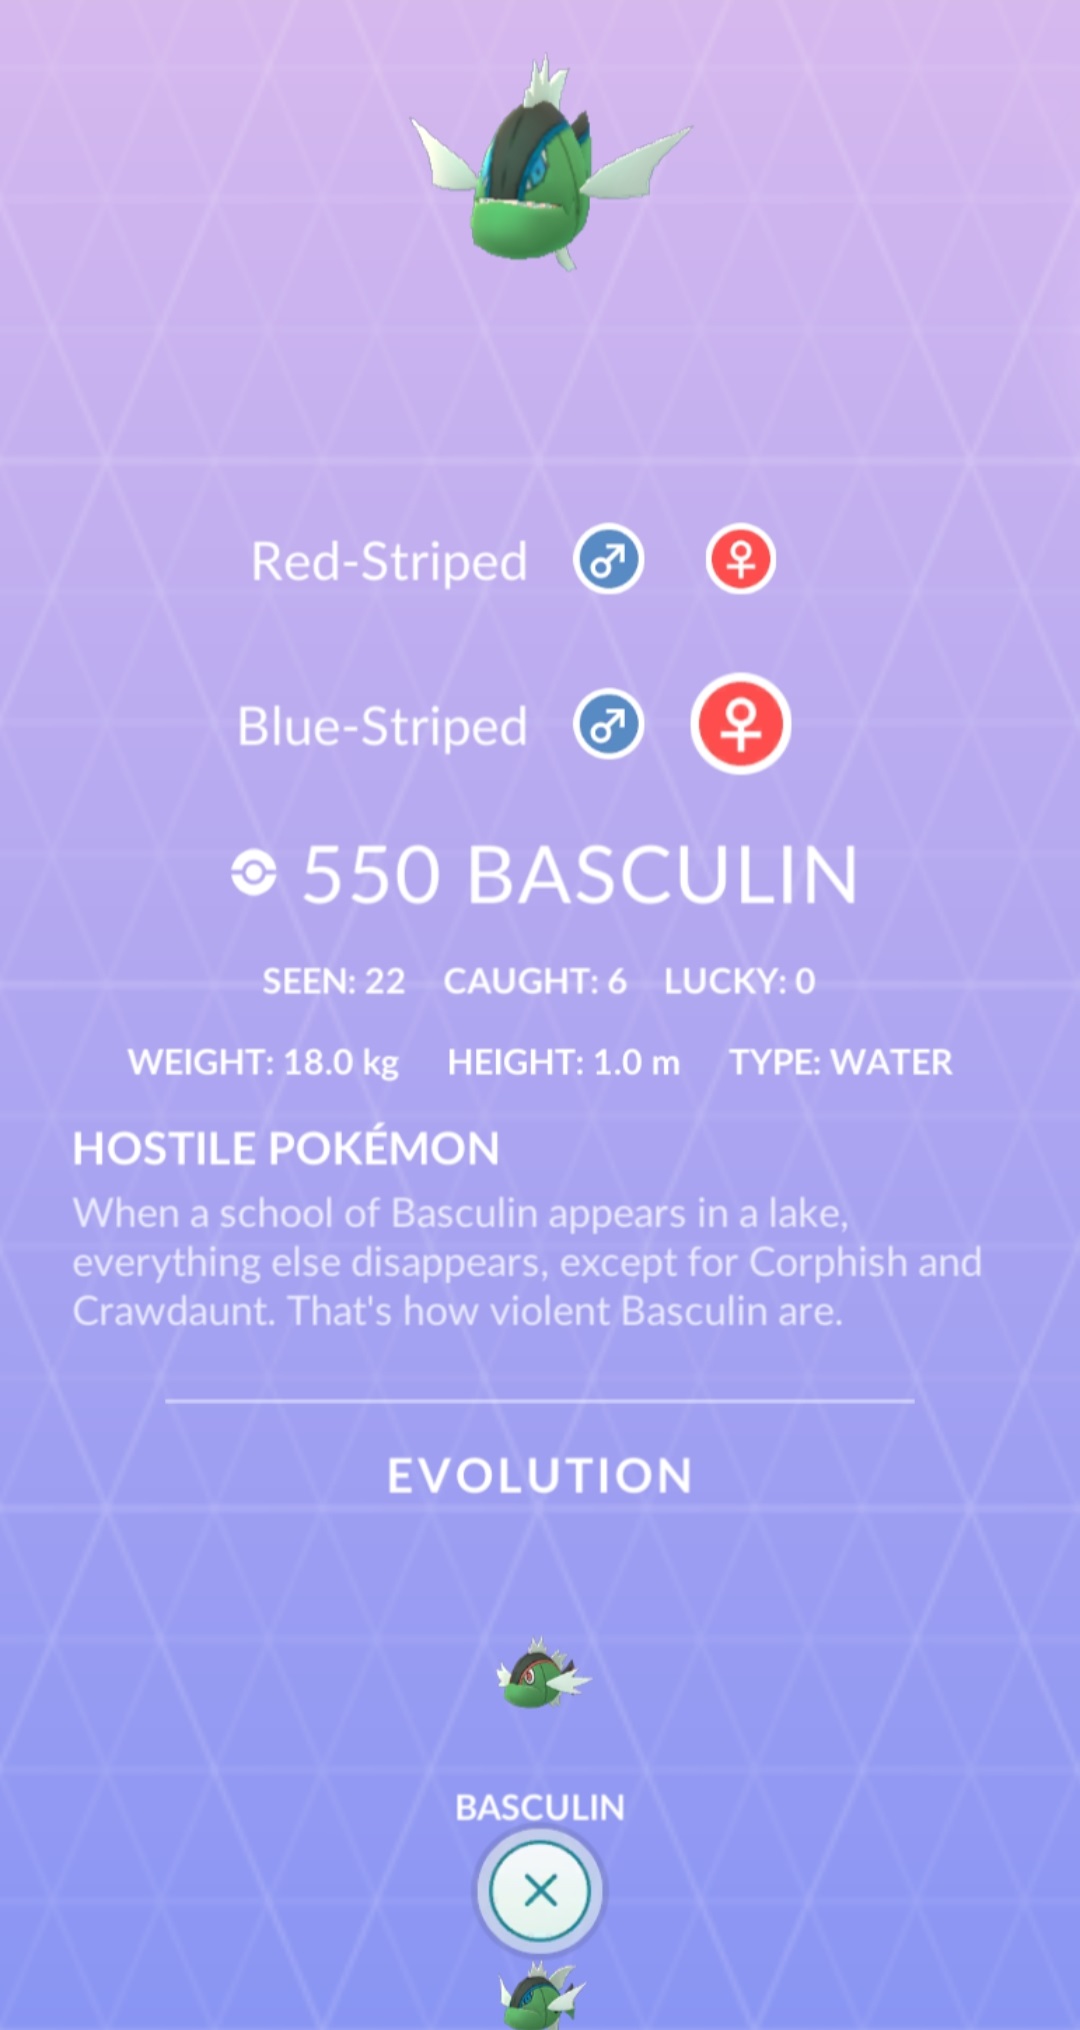 Red-Striped
Blue-Striped
550 BASCULIN
SEEN: 22 CAUGHT: 6 LUCKY: 0
WEIGHT: 18.0 kg HEIGHT: 1.0 m TYPE: WATER
HOSTILE POKÉMON
When a school of Basculin appears in a lake,
everything else disappears, except for Corphish and
Crawdaunt. That's how violent Basculin are.
EVOLUTION
BASCULIN